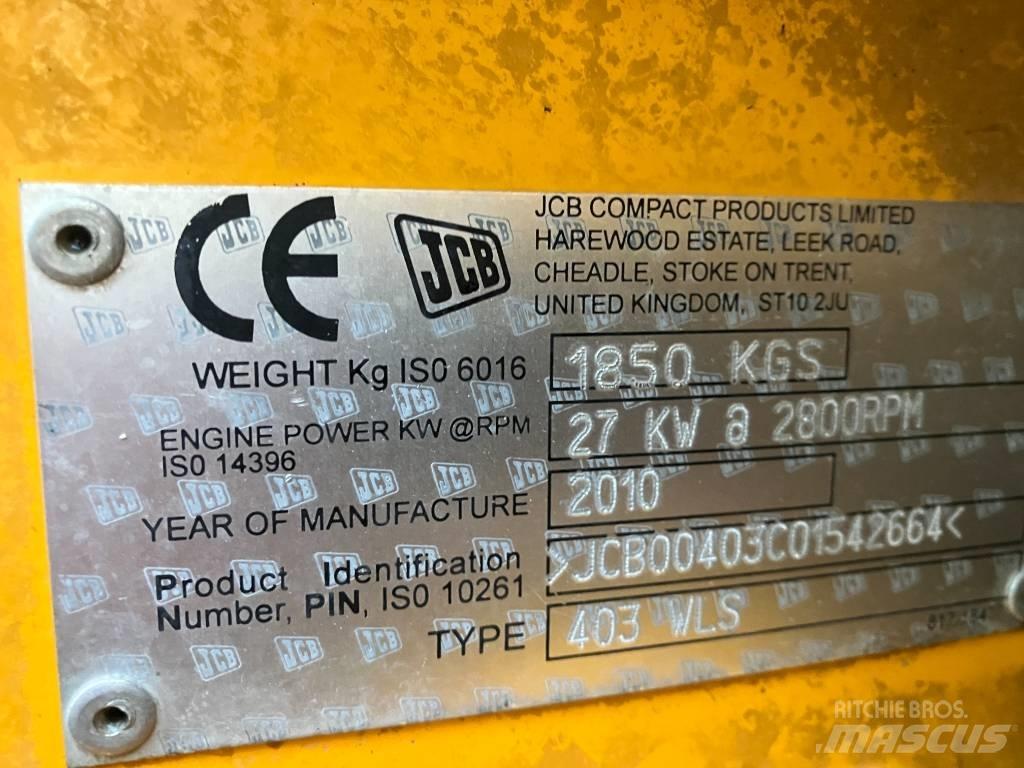 CE
JCB
JCB COMPACT PRODUCTS LIMITED
HAREWOOD ESTATE, LEEK ROAD,
CHEADLE, STOKE ON TRENT,
UNITED KINGDOM, ST10 2JU
WEIGHT Kg IS0 6016
1850 KGS
ENGINE POWER KW @RPM
IS0 14396
27 KW @ 2800RPM
YEAR OF MANUFACTURE
2010
Product Identification
Number, PIN, ISO 10261
>JCB00403C01542664<
TYPE
403 WLS
RITCHIE BROS.
MASCUS